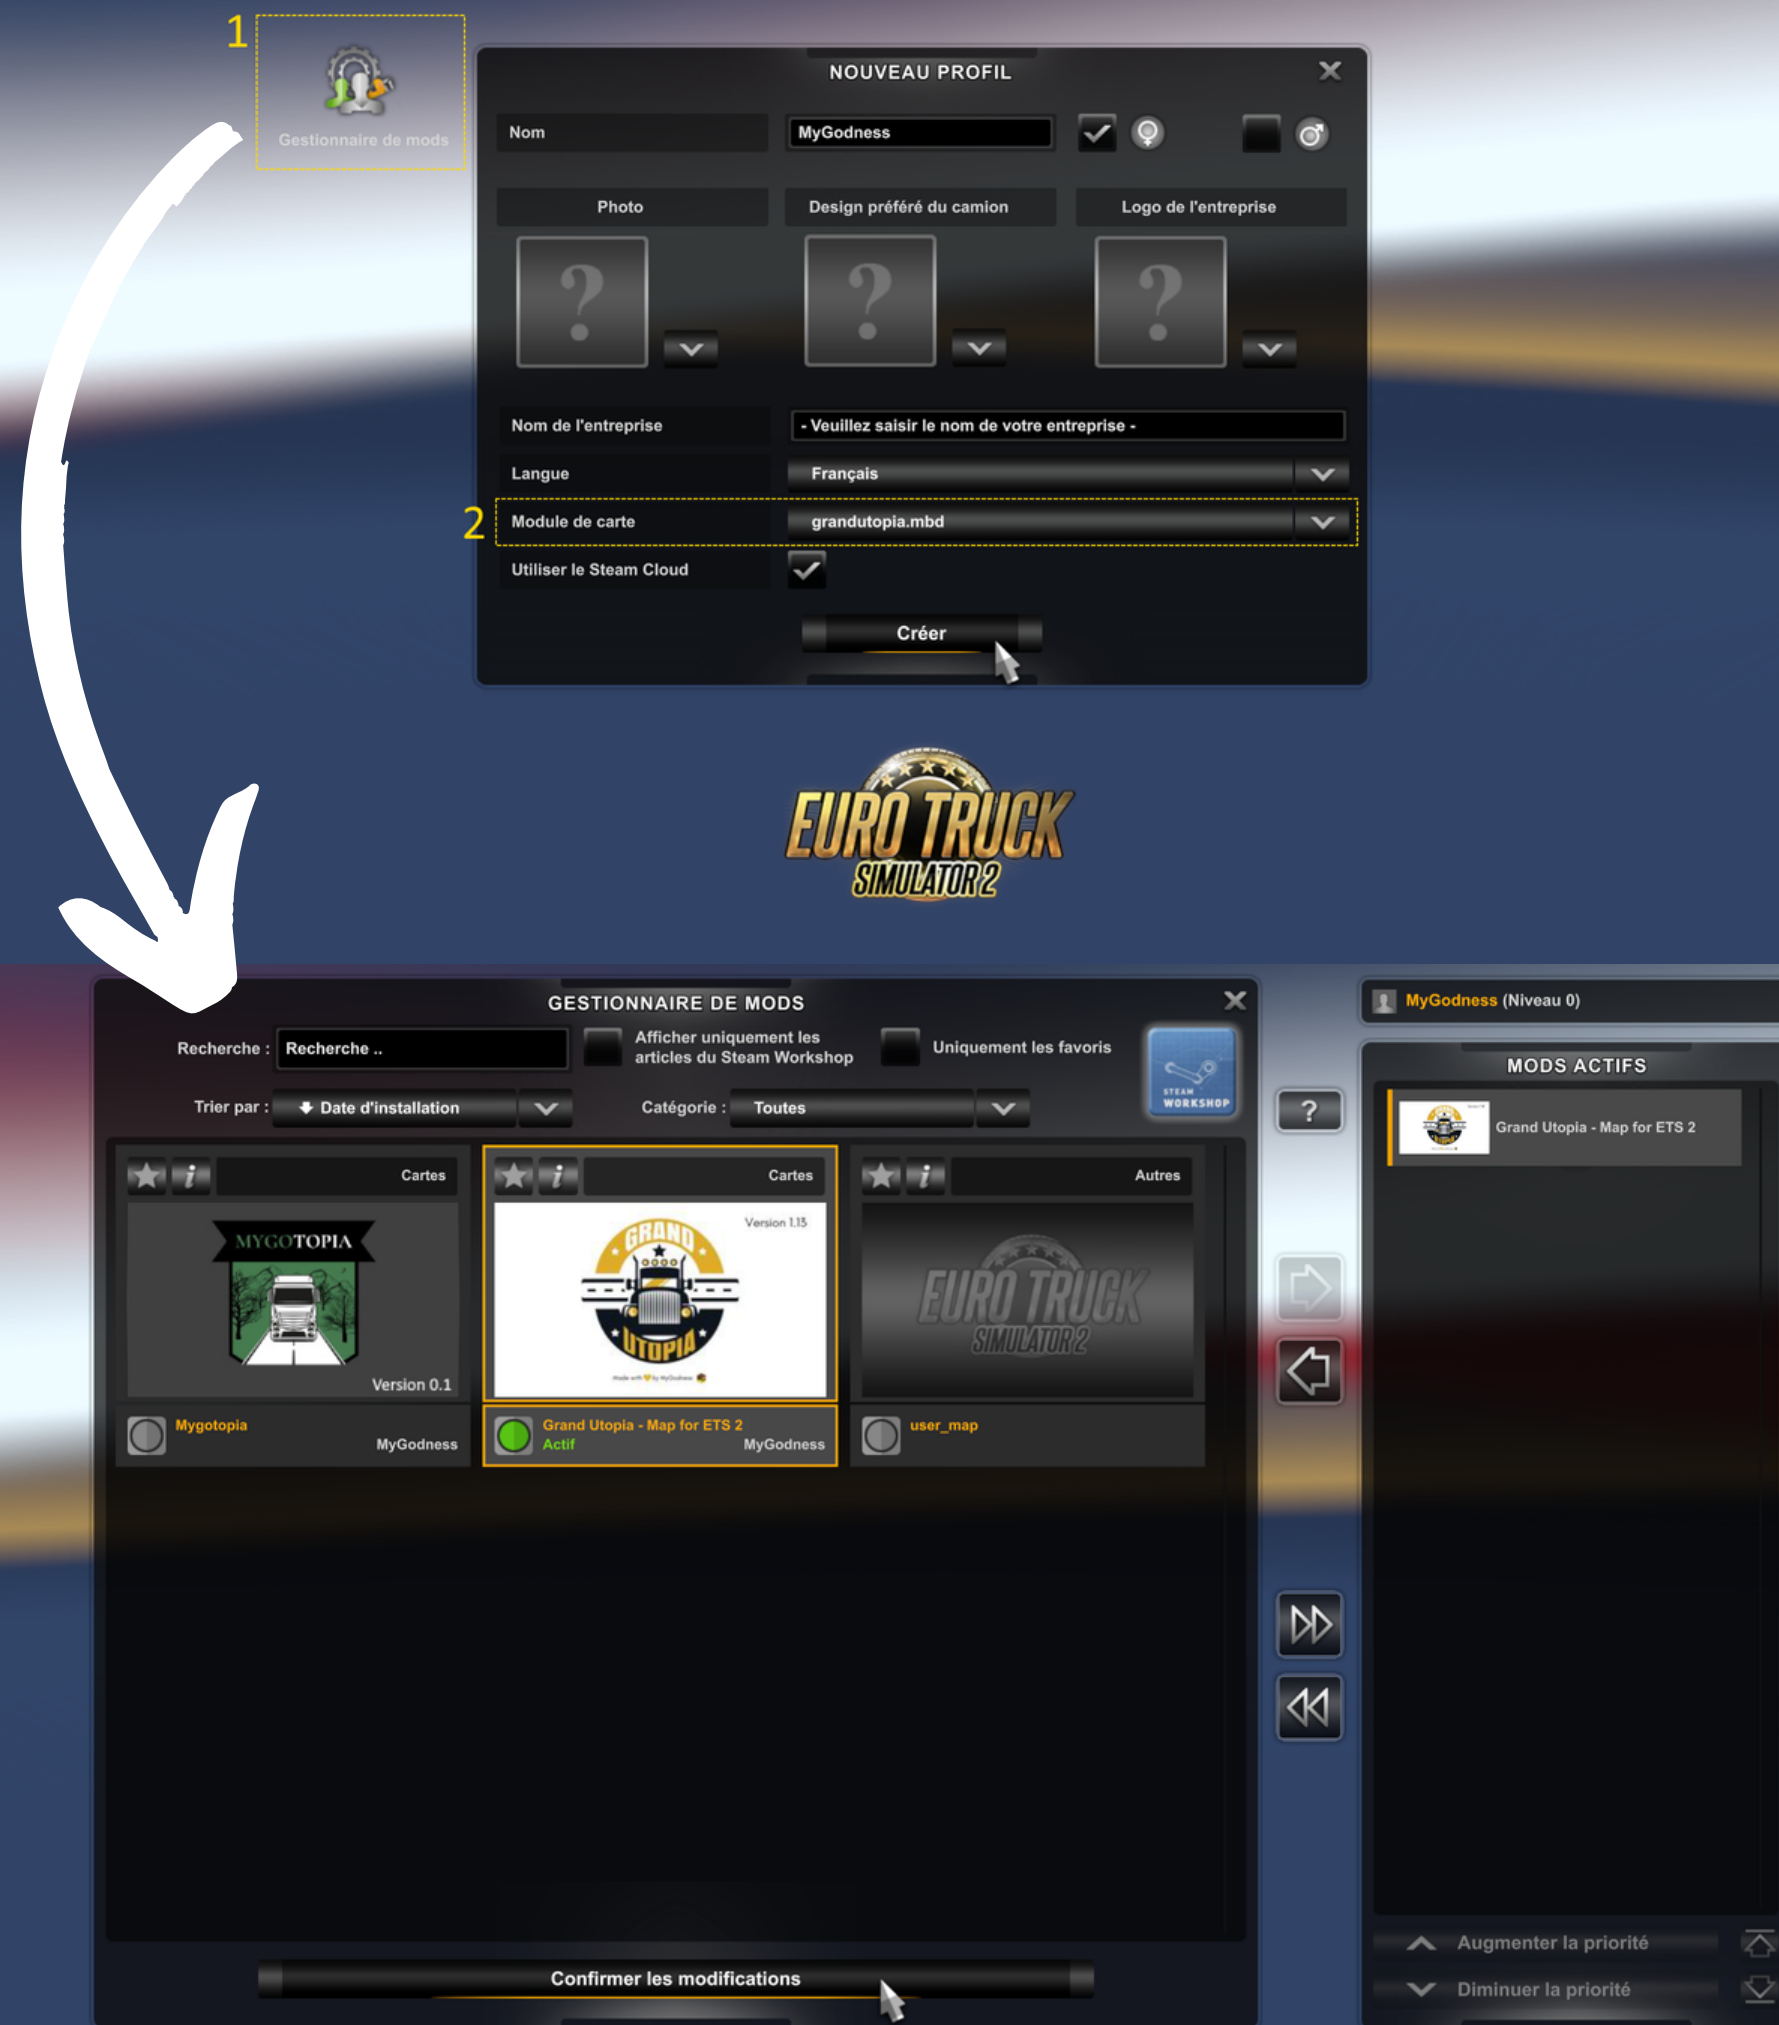 1
Gestionnaire de mods
NOUVEAU PROFIL
Nom
MyGodness
Photo
Design préféré du camion
Logo de l'entreprise
?
?
?
Nom de l'entreprise
- Veuillez saisir le nom de votre entreprise -
Langue
Français
2
Module de carte
grandutopia.mbd
Utiliser le Steam Cloud
Créer
EURO TRUCK
SIMULATOR 2
GESTIONNAIRE DE MODS
Recherche :
Recherche ..
Afficher uniquement les
articles du Steam Workshop
Uniquement les favoris
STEAM
WORKSHOP
Trier par :
Date d'installation
Catégorie :
Toutes
i
Cartes
MYGOTOPIA
Version 0.1
Mygotopia
MyGodness
i
Cartes
Version 1.13
GRAND
UTOPIA
Made with by MyGodness
Grand Utopia - Map for ETS 2
Actif
MyGodness
i
Autres
EURO TRUCK
SIMULATOR 2
user_map
Confirmer les modifications
?
MyGodness (Niveau 0)
MODS ACTIFS
Grand Utopia - Map for ETS 2
Augmenter la priorité
Diminuer la priorité